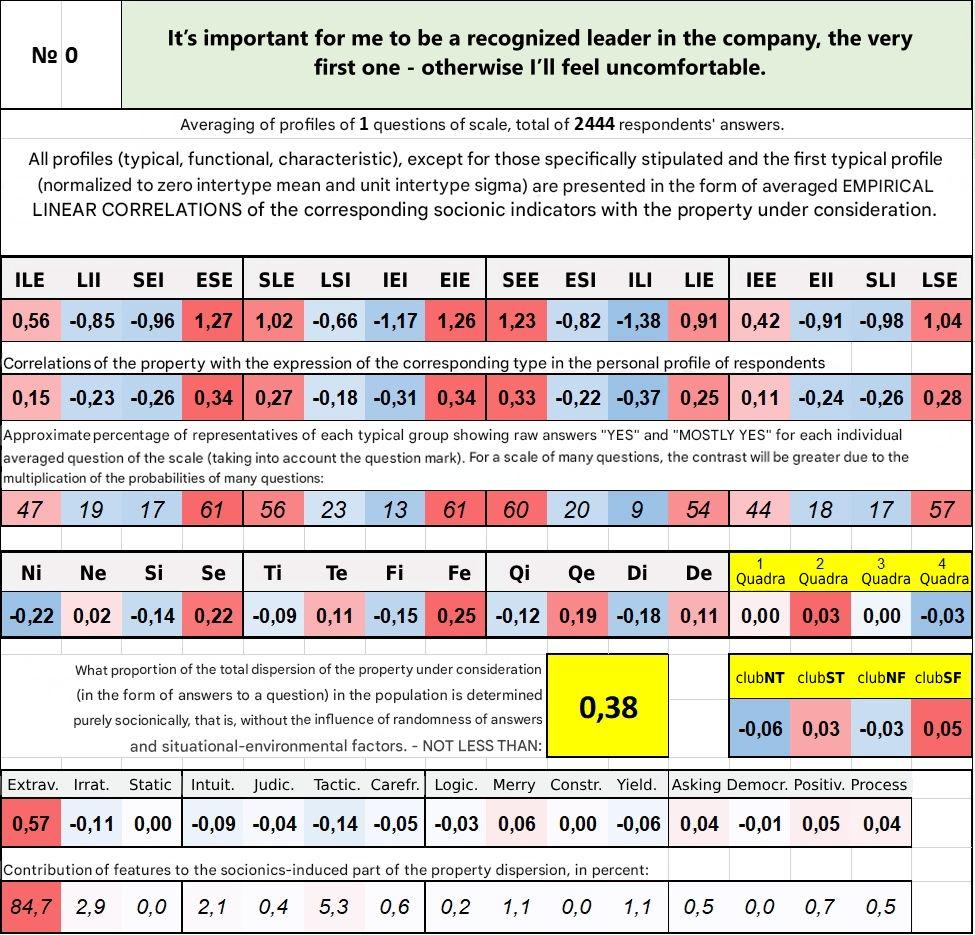 № 0
It's important for me to be a recognized leader in the company, the very
first one - otherwise I'll feel uncomfortable.
Averaging of profiles of 1 questions of scale, total of 2444 respondents' answers.
All profiles (typical, functional, characteristic), except for those specifically stipulated and the first typical profile
(normalized to zero intertype mean and unit intertype sigma) are presented in the form of averaged EMPIRICAL
LINEAR CORRELATIONS of the corresponding socionic indicators with the property under consideration.
ILE LII SEI ESE SLE LSI IEI EIE SEE ESI ILI LIE IEE EII SLI LSE
0,56 -0,85 -0,96 1,27 1,02 -0,66 -1,17 1,26 1,23 -0,82 -1,38 0,91 0,42 -0,91 -0,98 1,04
Correlations of the property with the expression of the corresponding type in the personal profile of respondents
0,15 -0,23 -0,26 0,34 0,27 -0,18 -0,31 0,34 0,33 -0,22 -0,37 0,25 0,11 -0,24 -0,26 0,28
Approximate percentage of representatives of each typical group showing raw answers "YES" and "MOSTLY YES" for each individual
averaged question of the scale (taking into account the question mark). For a scale of many questions, the contrast will be greater due to the
multiplication of the probabilities of many questions:
47 19 17 61 56 23 13 61 60 20 9 54 44 18 17 57
Ni Ne Si Se Ti Te Fi Fe Qi Qe Di De 1 Quadra 2 Quadra 3 Quadra 4 Quadra
-0,22 0,02 -0,14 0,22 -0,09 0,11 -0,15 0,25 -0,12 0,19 -0,18 0,11 0,00 0,03 0,00 -0,03
What proportion of the total dispersion of the property under consideration
(in the form of answers to a question) in the population is determined
purely socionically, that is, without the influence of randomness of answers
and situational-environmental factors. - NOT LESS THAN:
0,38
clubNT clubST clubNF clubSF
-0,06 0,03 -0,03 0,05
Extrav. Irrat. Static Intuit. Judic. Tactic. Carefr. Logic. Merry Constr. Yield. Asking Democr. Positiv. Process
0,57 -0,11 0,00 -0,09 -0,04 -0,14 -0,05 -0,03 0,06 0,00 -0,06 0,04 -0,01 0,05 0,04
Contribution of features to the socionics-induced part of the property dispersion, in percent:
84,7 2,9 0,0 2,1 0,4 5,3 0,6 0,2 1,1 0,0 1,1 0,5 0,0 0,7 0,5